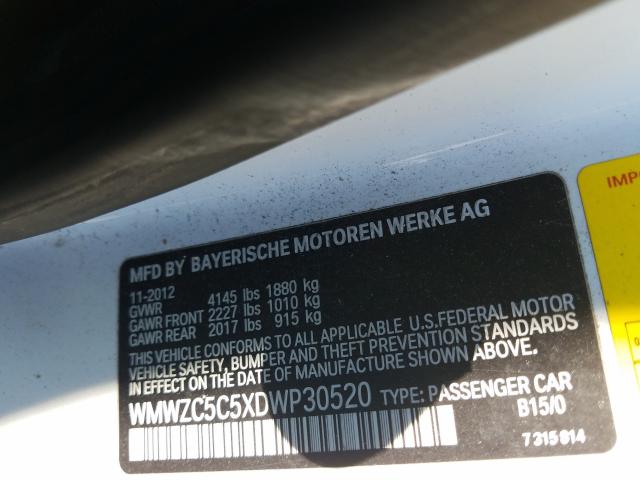 MFD BY BAYERISCHE MOTOREN WERKE AG
11-2012
GVWR 4145 lbs 1880 kg
GAWR FRONT 2227 lbs 1010 kg
GAWR REAR 2017 lbs 915 kg
THIS VEHICLE CONFORMS TO ALL APPLICABLE U.S.FEDERAL MOTOR
VEHICLE SAFETY, BUMPER AND THEFT PREVENTION STANDARDS
IN EFFECT ON THE DATE OF MANUFACTURE SHOWN ABOVE.
WMWZC5C5XDWP30520 TYPE: PASSENGER CAR
B15/0
7315814